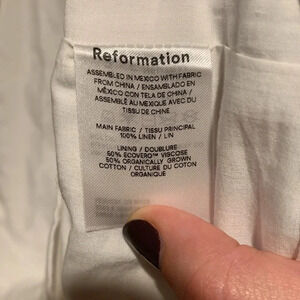 Reformation
ASSEMBLED IN MEXICO WITH FABRIC
FROM CHINA / ENSAMBLADO EN
MÉXICO CON TELA DE CHINA /
ASSEMBLÉ AU MEXIQUE AVEC DU
TISSU DE CHINE
MAIN FABRIC / TISSU PRINCIPAL
100% LINEN / LIN
LINING / DOUBLURE
50% ECOVERO™ VISCOSE
50% ORGANICALLY GROWN
COTTON / CULTURE DU COTON
ORGANIQUE